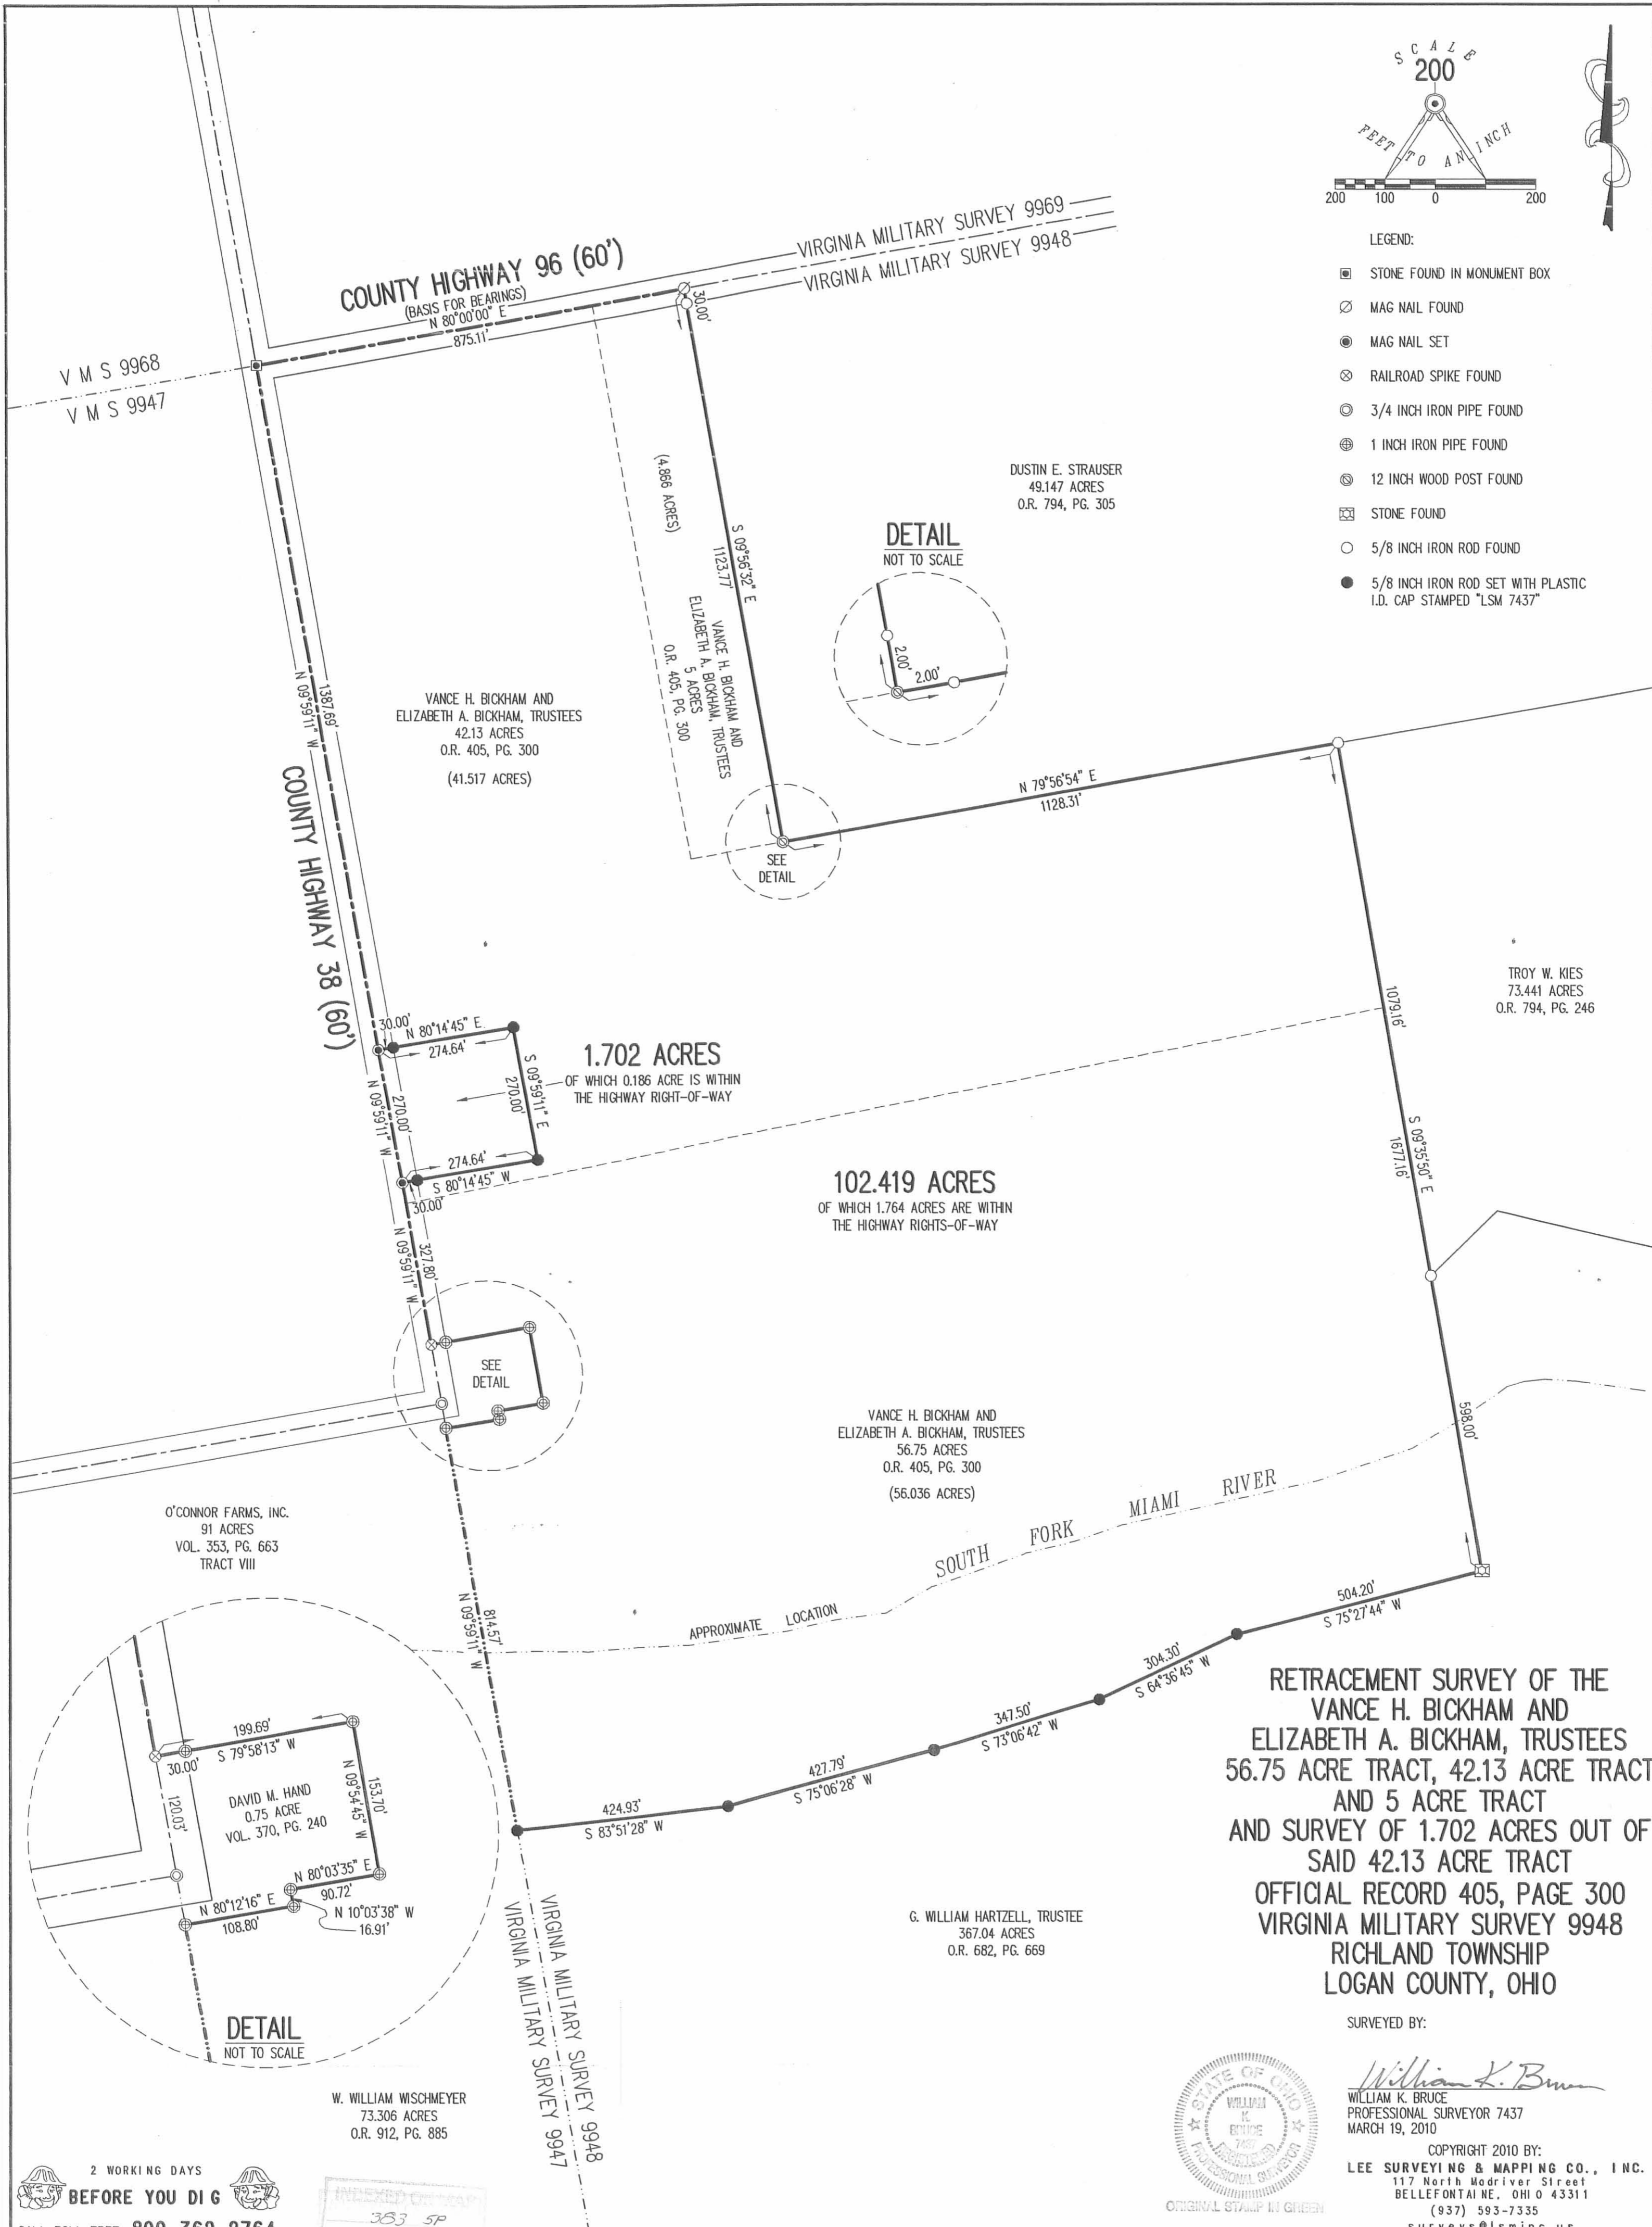 SCALE
200
FEET TO AN INCH
200 100 0 200
LEGEND:
STONE FOUND IN MONUMENT BOX
MAG NAIL FOUND
MAG NAIL SET
RAILROAD SPIKE FOUND
3/4 INCH IRON PIPE FOUND
1 INCH IRON PIPE FOUND
12 INCH WOOD POST FOUND
STONE FOUND
5/8 INCH IRON ROD FOUND
5/8 INCH IRON ROD SET WITH PLASTIC
I.D. CAP STAMPED "LSM 7437"
VIRGINIA MILITARY SURVEY 9969
VIRGINIA MILITARY SURVEY 9948
COUNTY HIGHWAY 96 (60')
(BASIS FOR BEARINGS)
N 80°00'00" E
875.11'
30.00'
V M S 9968
V M S 9947
(4.866 ACRES)
S 09°56'32" E
1123.77'
VANCE H. BICKHAM AND
ELIZABETH A. BICKHAM, TRUSTEES
5 ACRES
O.R. 405, PG. 300
DUSTIN E. STRAUSER
49.147 ACRES
O.R. 794, PG. 305
DETAIL
NOT TO SCALE
2.00'
2.00'
1387.69'
N 09°59'11" W
VANCE H. BICKHAM AND
ELIZABETH A. BICKHAM, TRUSTEES
42.13 ACRES
O.R. 405, PG. 300
(41.517 ACRES)
COUNTY HIGHWAY 38 (60')
SEE
DETAIL
N 79°56'54" E
1128.31'
TROY W. KIES
73.441 ACRES
O.R. 794, PG. 246
1079.16'
S 09°35'50" E
1677.16'
598.00'
30.00'
N 80°14'45" E
274.64'
S 09°59'11" E
270.00'
1.702 ACRES
OF WHICH 0.186 ACRE IS WITHIN
THE HIGHWAY RIGHT-OF-WAY
270.00'
N 09°59'11" W
274.64'
S 80°14'45" W
30.00'
327.80'
N 09°59'11" W
102.419 ACRES
OF WHICH 1.764 ACRES ARE WITHIN
THE HIGHWAY RIGHTS-OF-WAY
SEE
DETAIL
VANCE H. BICKHAM AND
ELIZABETH A. BICKHAM, TRUSTEES
56.75 ACRES
O.R. 405, PG. 300
(56.036 ACRES)
SOUTH FORK MIAMI RIVER
APPROXIMATE LOCATION
O'CONNOR FARMS, INC.
91 ACRES
VOL. 353, PG. 663
TRACT VIII
814.57'
N 09°59'11" W
504.20'
S 75°27'44" W
304.30'
S 64°36'45" W
347.50'
S 73°06'42" W
427.79'
S 75°06'28" W
424.93'
S 83°51'28" W
199.69'
S 79°58'13" W
30.00'
153.70'
N 09°54'45" W
DAVID M. HAND
0.75 ACRE
VOL. 370, PG. 240
120.03'
N 80°03'35" E
90.72'
N 80°12'16" E
108.80'
N 10°03'38" W
16.91'
DETAIL
NOT TO SCALE
VIRGINIA MILITARY SURVEY 9948
VIRGINIA MILITARY SURVEY 9947
G. WILLIAM HARTZELL, TRUSTEE
367.04 ACRES
O.R. 682, PG. 669
W. WILLIAM WISCHMEYER
73.306 ACRES
O.R. 912, PG. 885
RETRACEMENT SURVEY OF THE
VANCE H. BICKHAM AND
ELIZABETH A. BICKHAM, TRUSTEES
56.75 ACRE TRACT, 42.13 ACRE TRACT
AND 5 ACRE TRACT
AND SURVEY OF 1.702 ACRES OUT OF
SAID 42.13 ACRE TRACT
OFFICIAL RECORD 405, PAGE 300
VIRGINIA MILITARY SURVEY 9948
RICHLAND TOWNSHIP
LOGAN COUNTY, OHIO
SURVEYED BY:
William K. Bruce
WILLIAM K. BRUCE
PROFESSIONAL SURVEYOR 7437
MARCH 19, 2010
COPYRIGHT 2010 BY:
LEE SURVEYING & MAPPING CO., INC.
117 North Madriver Street
BELLEFONTAINE, OHIO 43311
(937) 593-7335
STATE OF OHIO
WILLIAM
K.
BRUCE
7437
REGISTERED
PROFESSIONAL SURVEYOR
ORIGINAL STAMP IN GREEN
2 WORKING DAYS
BEFORE YOU DIG
INDEXED ON MAP
383 SP